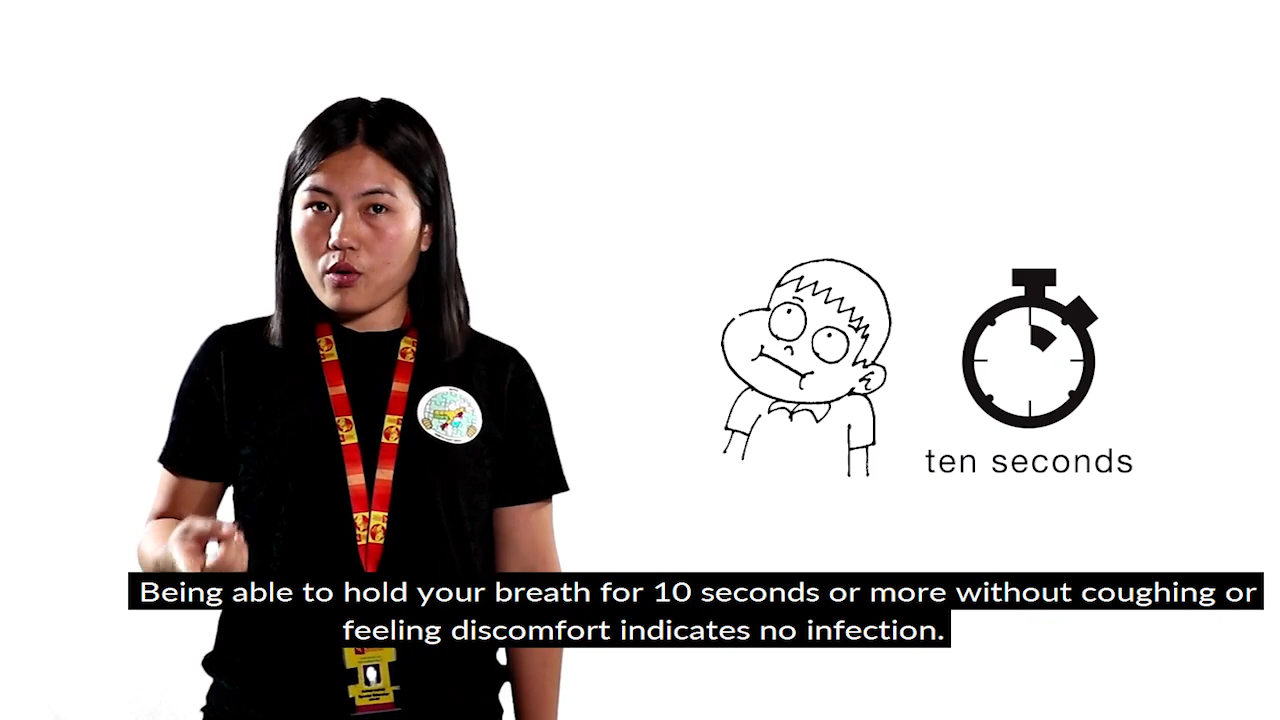 ten seconds
Being able to hold your breath for 10 seconds or more without coughing or
feeling discomfort indicates no infection.